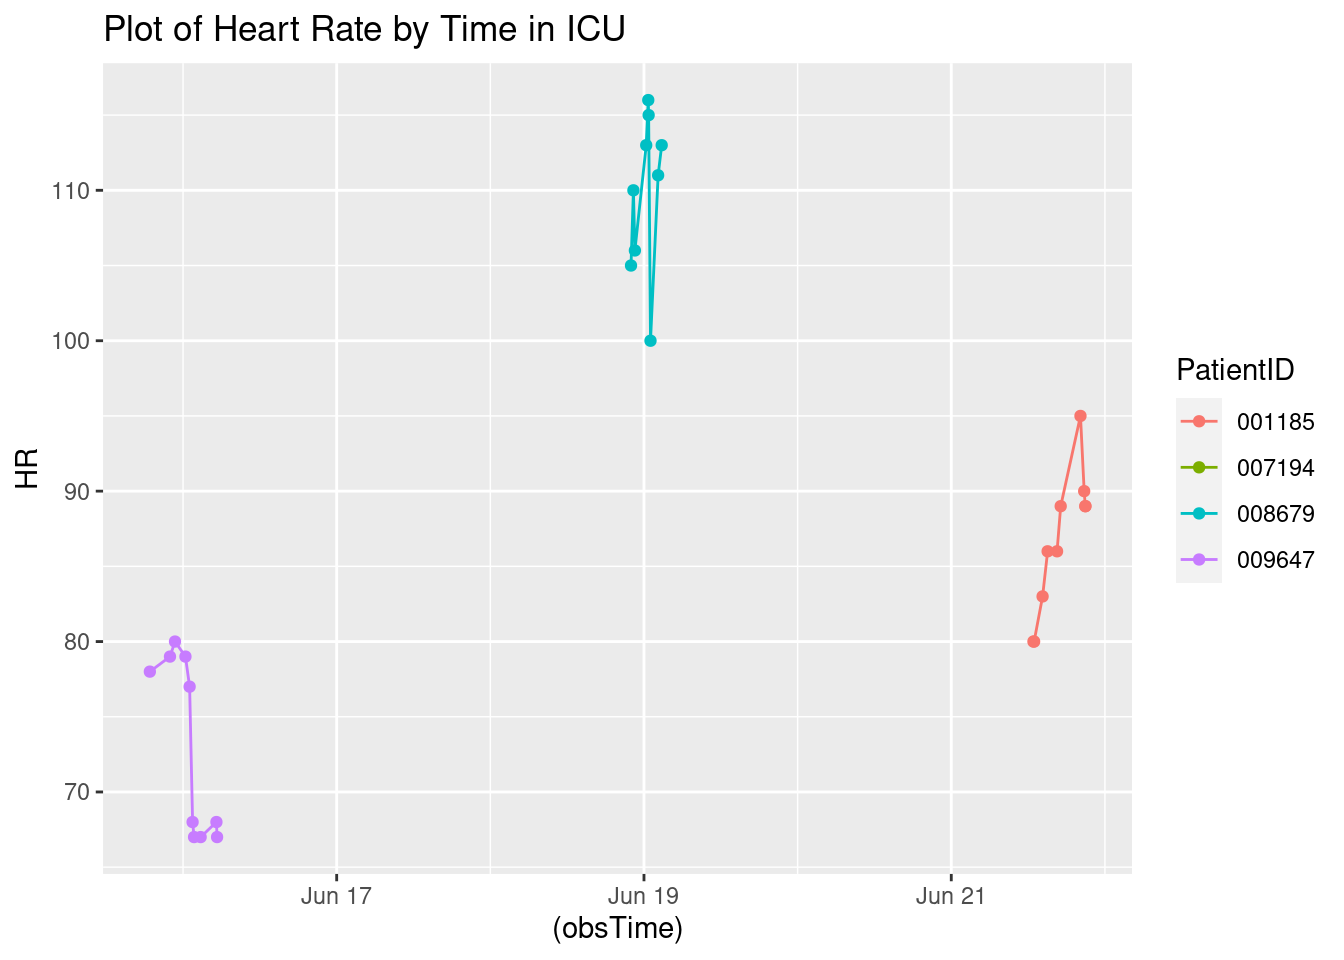 Plot of Heart Rate by Time in ICU
110
100
90
80
70
HR
Jun 17
Jun 19
Jun 21
(obsTime)
PatientID
001185
007194
008679
009647